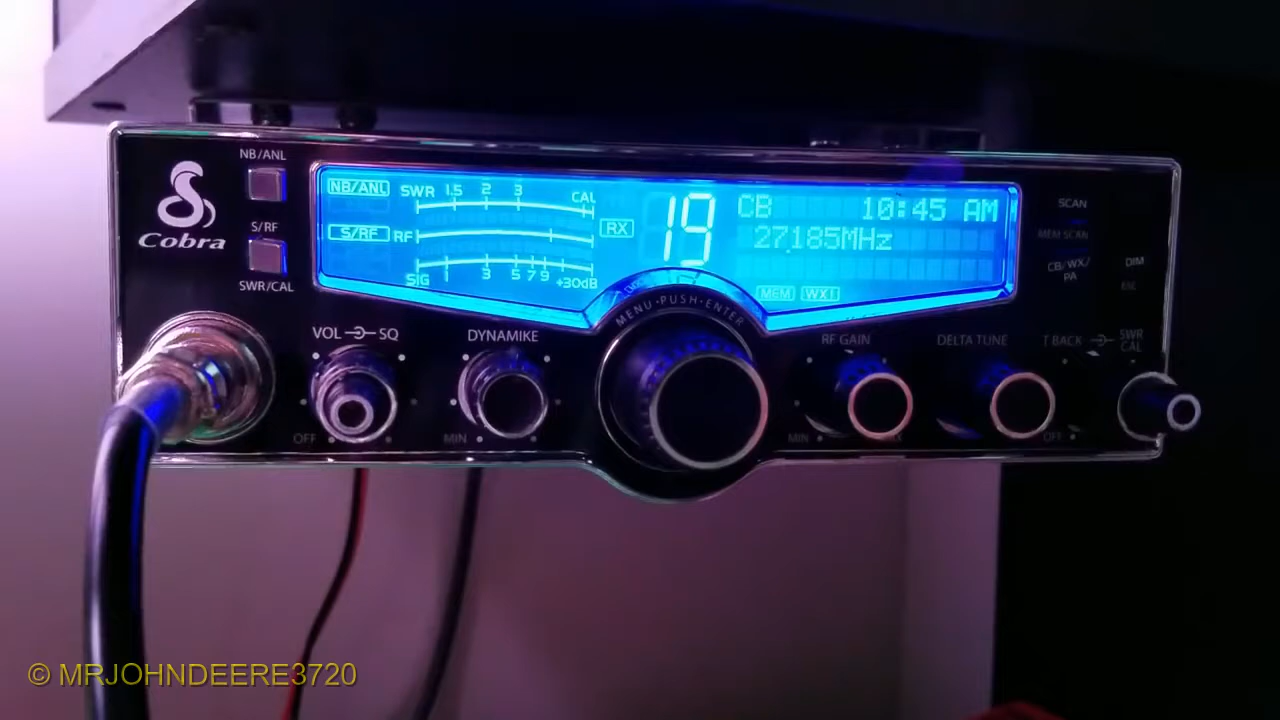 NB/ANL
Cobra
S/RF
SWR/CAL
NB/ANL SWR 1.5 2 3 CAL
S/RF RF
SIG 3 5 7 9 +30dB
RX
19
CB 10:45 AM
27.185MHz
MEM WX!
MENU • PUSH • ENTER
SCAN
MEM SCAN
CB/WX/
PA
DIM
VOL SQ
OFF
DYNAMIKE
MIN
RF GAIN
MIN MAX
DELTA TUNE
T BACK SWR
CAL
OFF
© MRJOHNDEERE3720